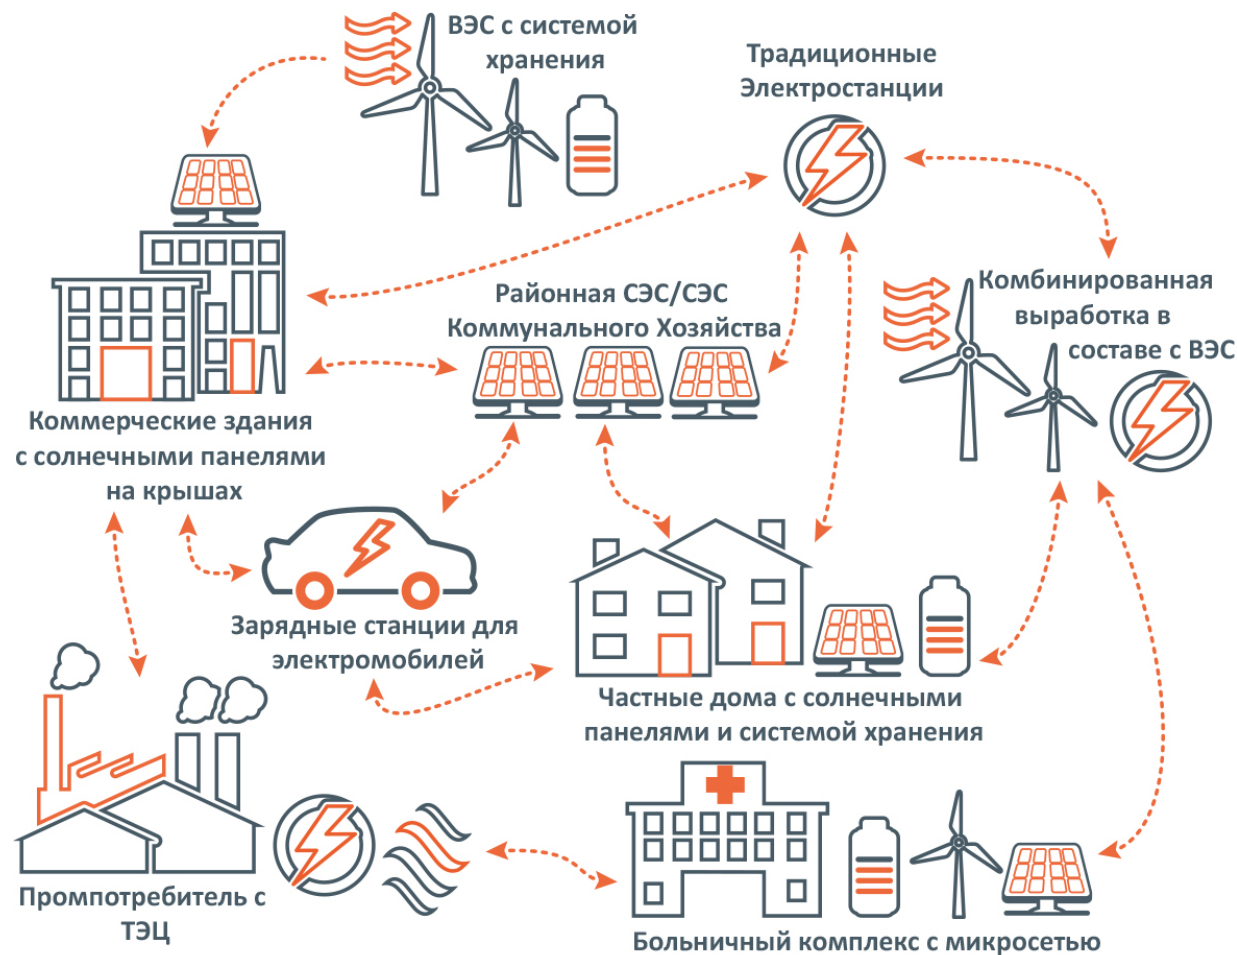 ВЭС с системой
хранения
Традиционные
Электростанции
Комбинированная
выработка в
составе с ВЭС
Районная СЭС/СЭС
Коммунального Хозяйства
Коммерческие здания
с солнечными панелями
на крышах
Зарядные станции для
электромобилей
Частные дома с солнечными
панелями и системой хранения
Промпотребитель с
ТЭЦ
Больничный комплекс с микросетью